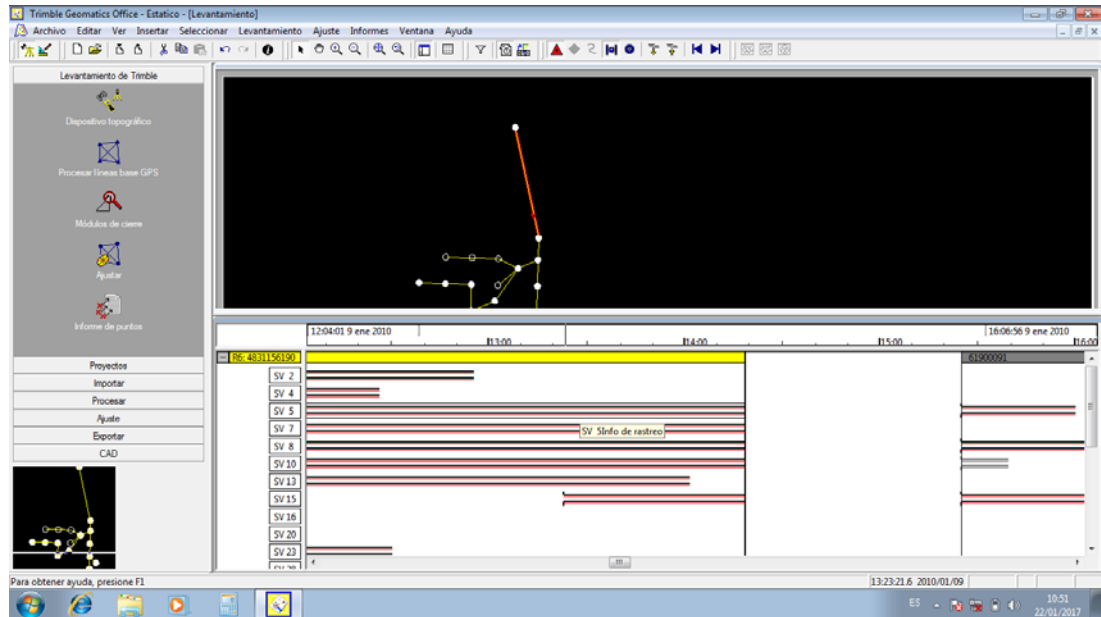 Trimble Geomatics Office - Estatico - [Levantamiento]
Archivo Editar Ver Insertar Seleccionar Levantamiento Ajuste Informes Ventana Ayuda
Levantamiento de Trimble
Dispositivo topográfico
Procesar líneas base GPS
Módulos de cierre
Ajustar
Informe de puntos
Proyectos
Importar
Procesar
Ajuste
Exportar
CAD
12:04:01 9 ene 2010
16:06:56 9 ene 2010
13:00
14:00
15:00
16:00
R6: 4831156190
61900091
SV 2
SV 4
SV 5
SV 7
SV 5Info de rastreo
SV 8
SV 10
SV 13
SV 15
SV 16
SV 20
SV 23
Para obtener ayuda, presione F1
13:23:21.6 2010/01/09
ES
10:51
22/01/2017